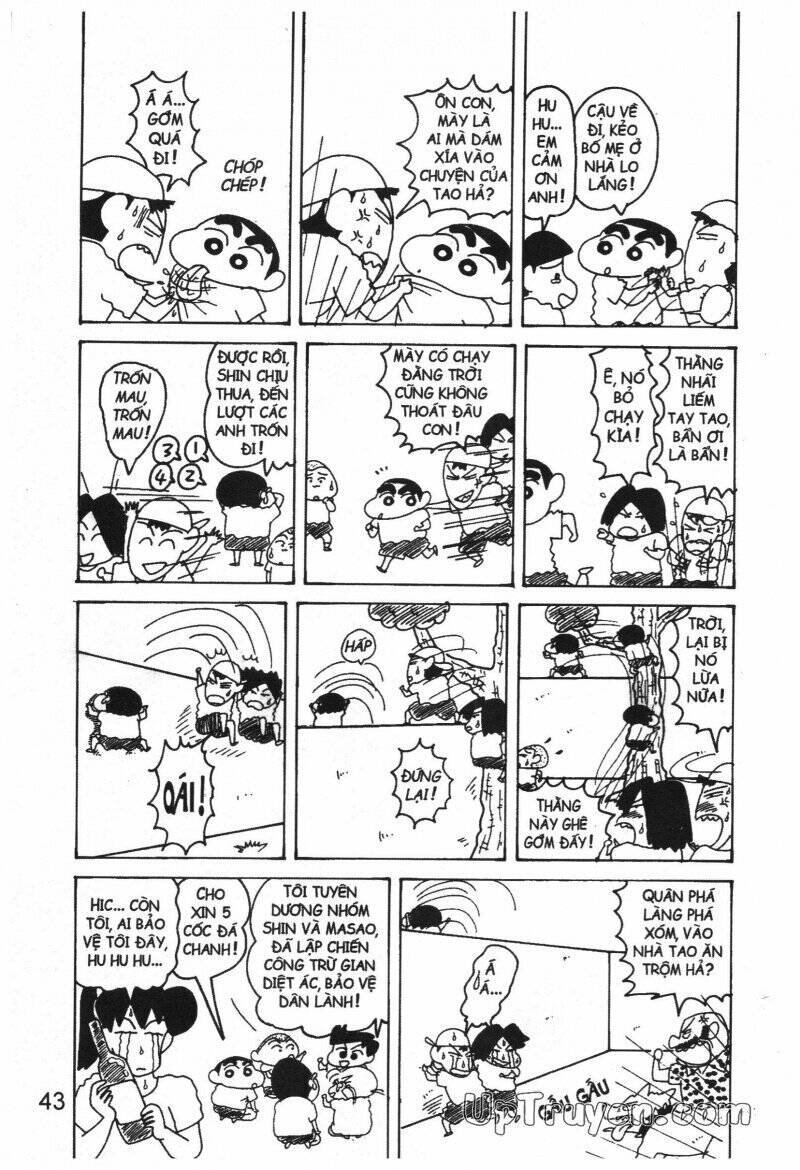 CẬU VỀ
ĐI, KẺO
BỐ MẸ Ở
NHÀ LO
LẮNG!
HU
HU...
EM
CẢM
ƠN
ANH!
ÔN CON,
MÀY LÀ
AI MÀ DÁM
XÍA VÀO
CHUYỆN CỦA
TAO HẢ?
CHÓP
CHÉP!
Á Á...
GỚM
QUÁ
ĐI!
THẰNG
NHÃI
LIẾM
TAY TAO,
BẨN ƠI
LÀ BẨN!
Ê, NÓ
BỎ
CHẠY
KÌA!
MÀY CÓ CHẠY
ĐẰNG TRỜI
CŨNG KHÔNG
THOÁT ĐÂU
CON!
ĐƯỢC RỒI,
SHIN CHỊU
THUA, ĐẾN
LƯỢT CÁC
ANH TRỐN
ĐI!
3 1
4 2
TRỐN
MAU,
TRỐN
MAU!
TRỜI,
LẠI BỊ
NÓ
LỪA
NỮA!
THẰNG
NÀY GHÊ
GỚM ĐẤY!
HẤP
ĐỨNG
LẠI!
OÁI!
QUÂN PHÁ
LÀNG PHÁ
XÓM, VÀO
NHÀ TAO ĂN
TRỘM HẢ?
Á
Á...
GẤU GẤU
TÔI TUYÊN
DƯƠNG NHÓM
SHIN VÀ MASAO,
ĐÃ LẬP CHIẾN
CÔNG TRỪ GIAN
DIỆT ÁC, BẢO VỆ
DÂN LÀNH!
CHO
XIN 5
CỐC ĐÁ
CHANH!
HIC... CÒN
TÔI, AI BẢO
VỆ TÔI ĐÂY,
HU HU HU...
43
UpTruyen.com